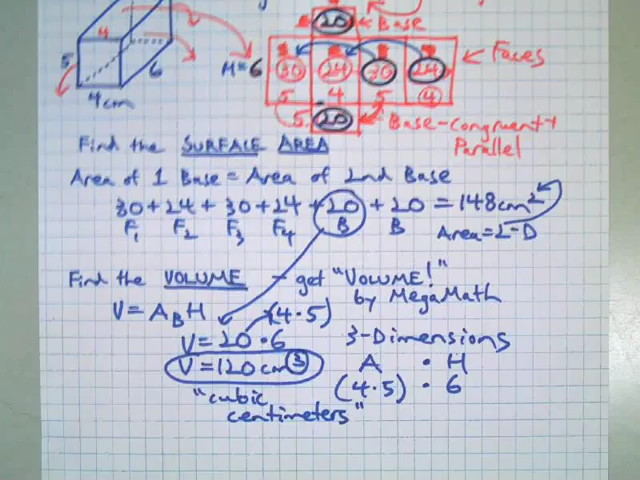 20 Base
4
5 6
4cm
H=6 30 24 30 24 Faces
5 4 5 4
5 20 Base-congruent &
Parallel
Find the SURFACE AREA
Area of 1 Base = Area of 2nd Base
30+24+30+24+20+20=148cm²
F1 F2 F3 F4 B B Area=2-D
Find the VOLUME - get "VOLUME!"
by MegaMath
V=ABH
(4·5)
V=20·6 3-Dimensions
V=120cm³ A · H
(4·5) · 6
"cubic
centimeters"